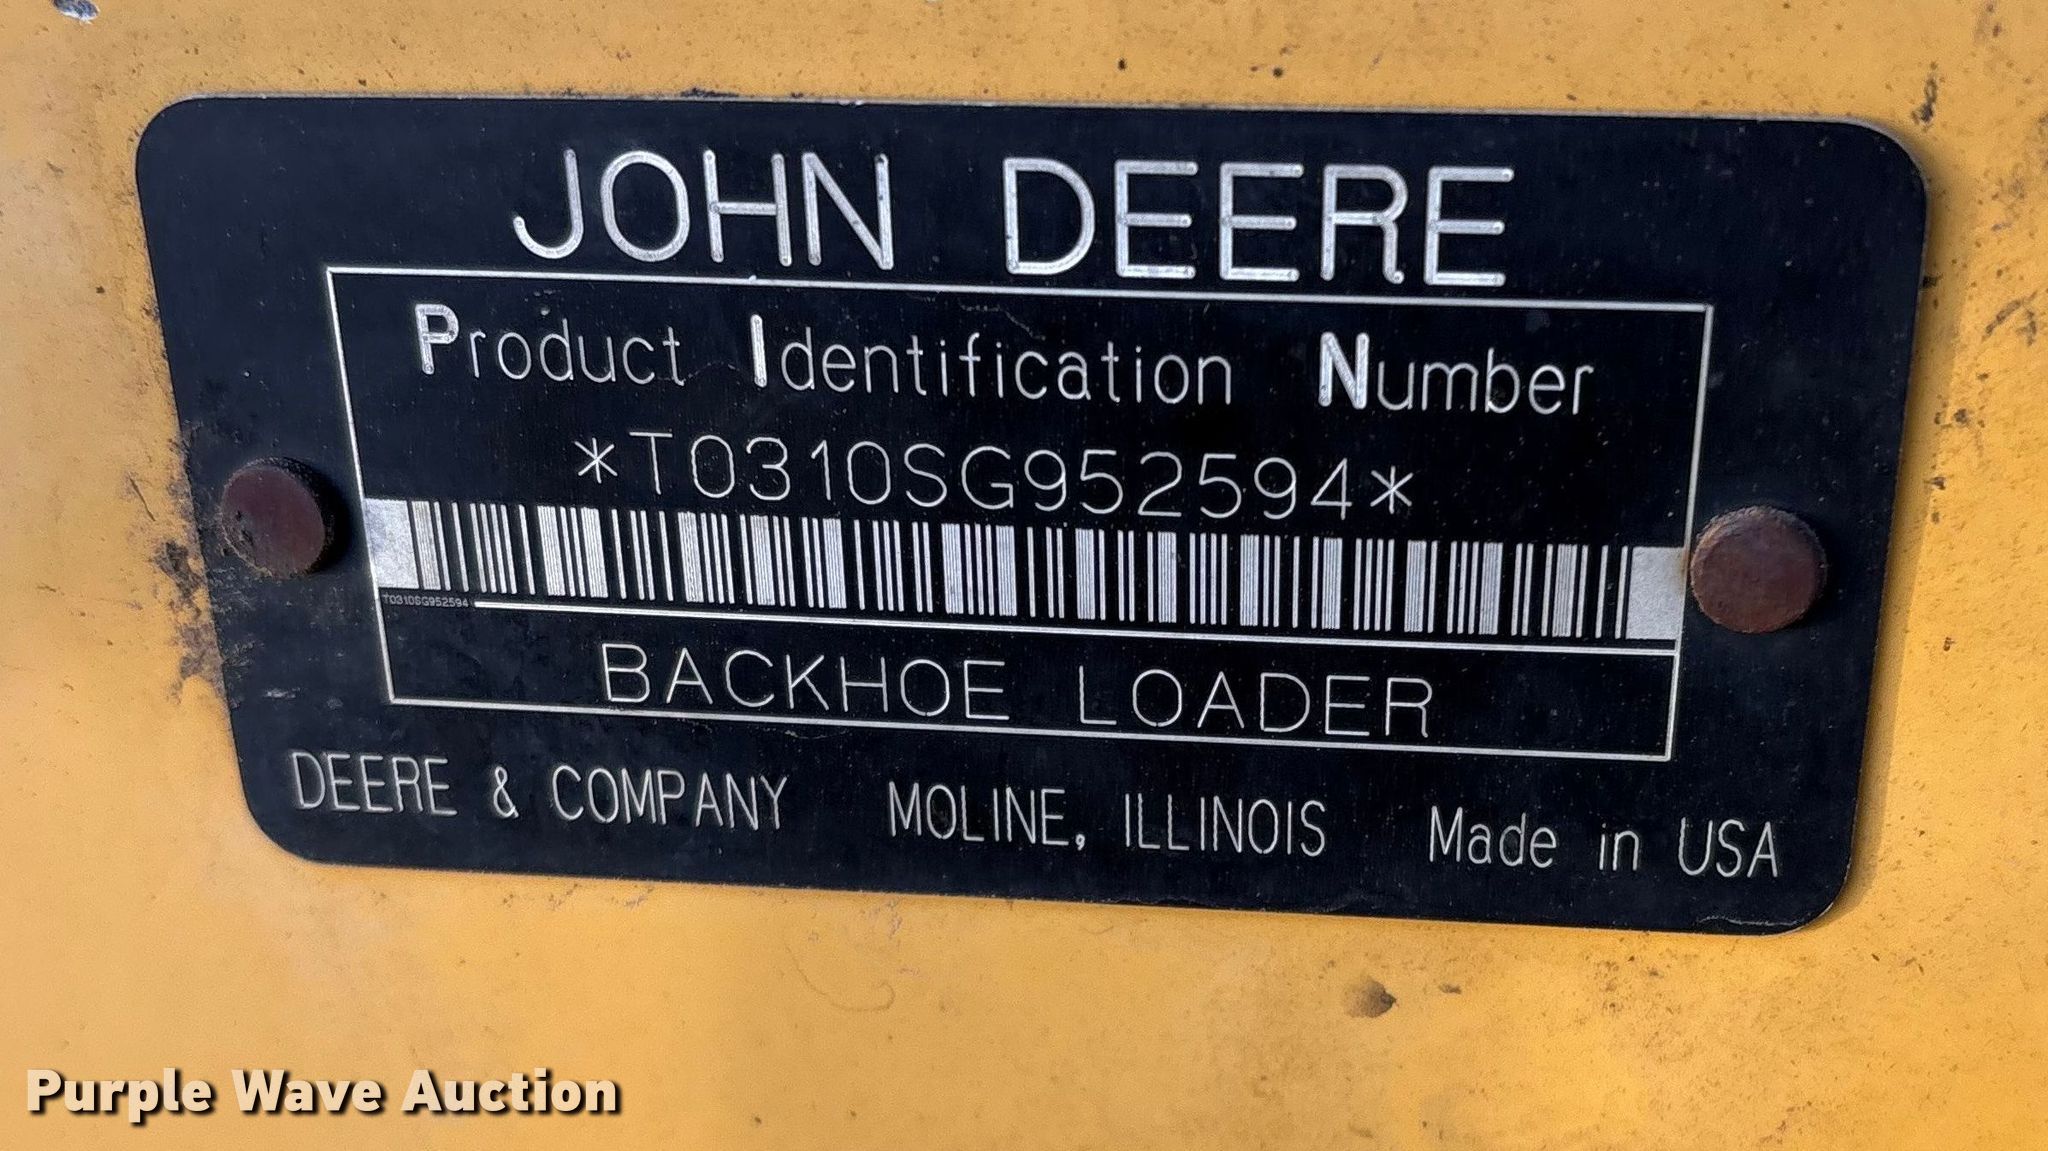 JOHN DEERE
Product Identification Number
*T0310SG952594*
T0310SG952594
BACKHOE LOADER
DEERE & COMPANY MOLINE, ILLINOIS Made in USA
Purple Wave Auction